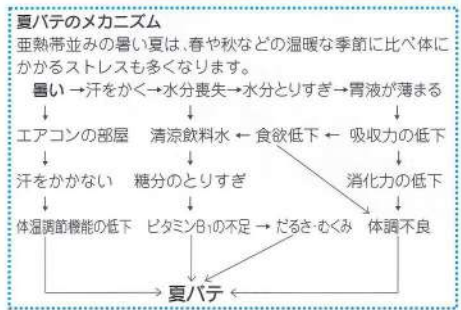 夏バテのメカニズム
亜熱帯並みの暑い夏は、春や秋などの温暖な季節に比べ体に
かかるストレスも多くなります。
暑い→汗をかく→水分喪失→水分とりすぎ→胃液が薄まる
↓ ↓
エアコンの部屋 清涼飲料水 ← 食欲低下 ← 吸収力の低下
↓ ↓ ↓
汗をかかない 糖分のとりすぎ 消化力の低下
↓ ↓ ↓
体温調節機能の低下 ビタミンB₁の不足 → だるさ・むくみ 体調不良
夏バテ